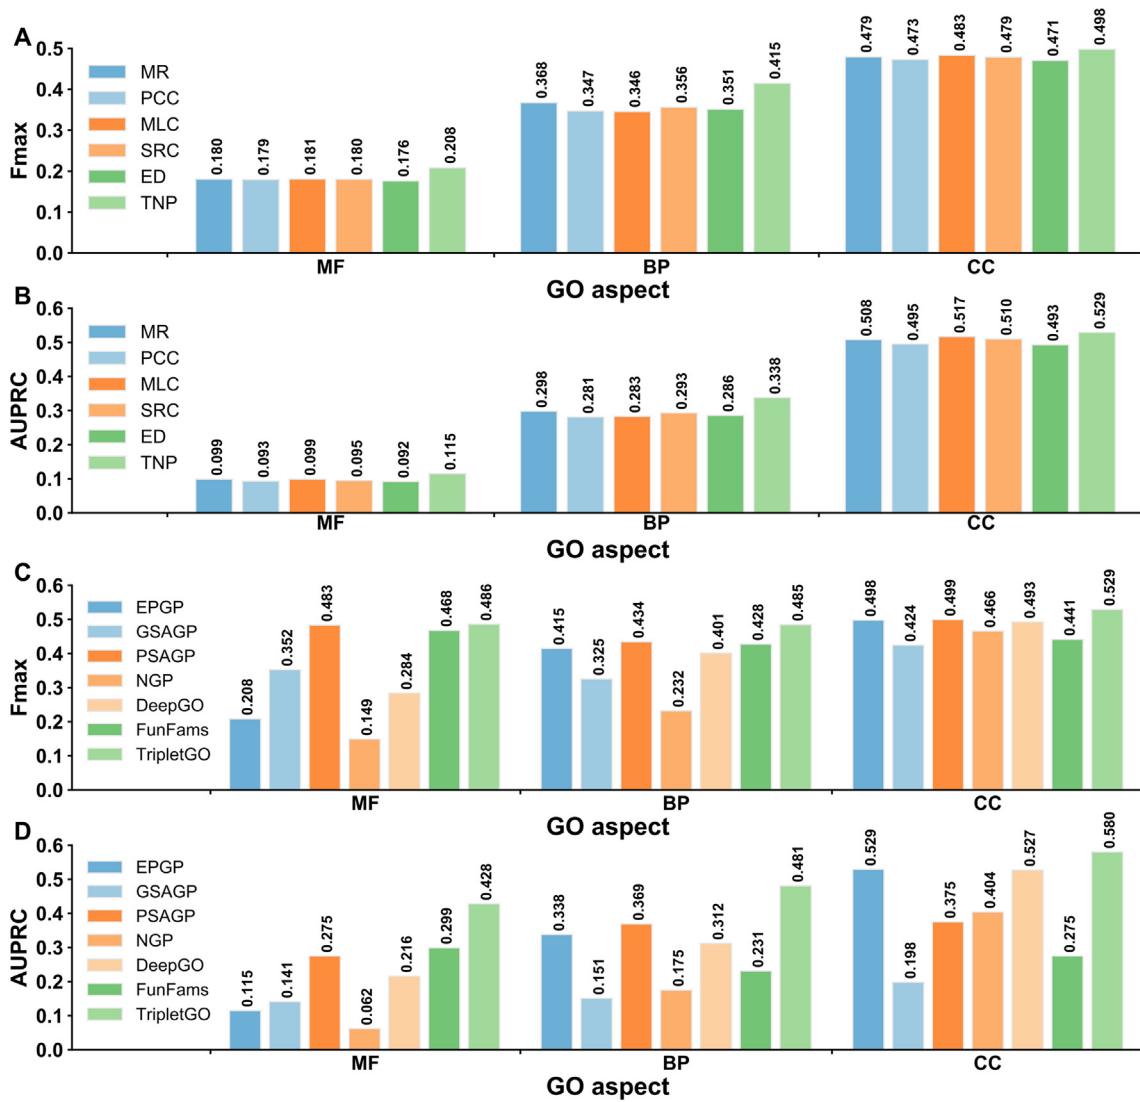 A
Fmax
0.5
0.4
0.3
0.2
0.1
0.0
MR
PCC
MLC
SRC
ED
TNP
0.180
0.179
0.181
0.180
0.176
0.208
0.368
0.347
0.346
0.356
0.351
0.415
0.479
0.473
0.483
0.479
0.471
0.498
MF BP CC
GO aspect
B
AUPRC
0.6
0.5
0.4
0.3
0.2
0.1
0.0
MR
PCC
MLC
SRC
ED
TNP
0.099
0.093
0.099
0.095
0.092
0.115
0.298
0.281
0.283
0.293
0.286
0.338
0.508
0.495
0.517
0.510
0.493
0.529
MF BP CC
GO aspect
C
Fmax
0.6
0.5
0.4
0.3
0.2
0.1
0.0
EPGP
GSAGP
PSAGP
NGP
DeepGO
FunFams
TripletGO
0.208
0.352
0.483
0.149
0.284
0.468
0.486
0.415
0.325
0.434
0.232
0.401
0.428
0.485
0.498
0.424
0.499
0.466
0.493
0.441
0.529
MF BP CC
GO aspect
D
AUPRC
0.6
0.5
0.4
0.3
0.2
0.1
0.0
EPGP
GSAGP
PSAGP
NGP
DeepGO
FunFams
TripletGO
0.115
0.141
0.275
0.062
0.216
0.299
0.428
0.338
0.151
0.369
0.175
0.312
0.231
0.481
0.529
0.198
0.375
0.404
0.527
0.275
0.580
MF BP CC
GO aspect